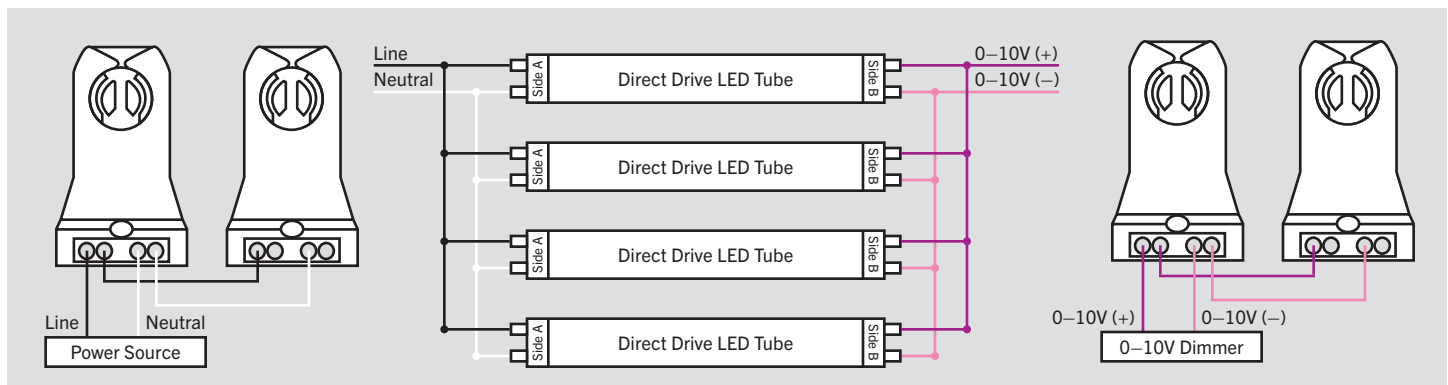 Line
Neutral
Power Source
Line
Neutral
Side A
Direct Drive LED Tube
Side B
0–10V (+)
0–10V (–)
Side A
Direct Drive LED Tube
Side B
Side A
Direct Drive LED Tube
Side B
Side A
Direct Drive LED Tube
Side B
0–10V (+)
0–10V (–)
0–10V Dimmer